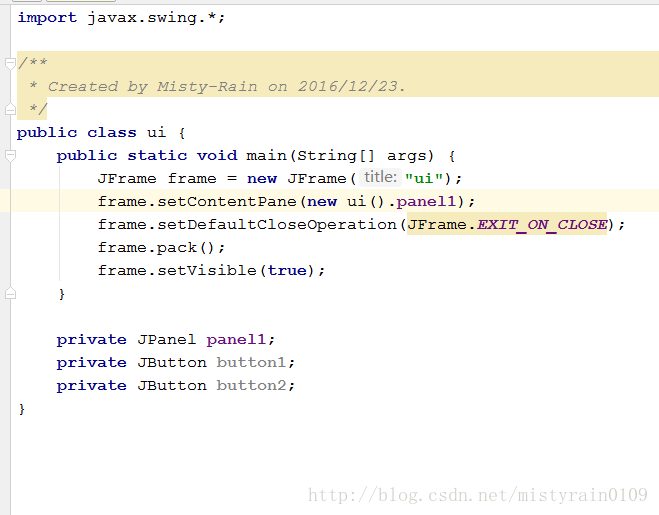 import javax.swing.*;
/**
* Created by Misty-Rain on 2016/12/23.
*/
public class ui {
public static void main(String[] args) {
JFrame frame = new JFrame( title: "ui");
frame.setContentPane(new ui().panel1);
frame.setDefaultCloseOperation(JFrame.EXIT_ON_CLOSE);
frame.pack();
frame.setVisible(true);
}
private JPanel panel1;
private JButton button1;
private JButton button2;
}
http://blog.csdn.net/mistyrain0109